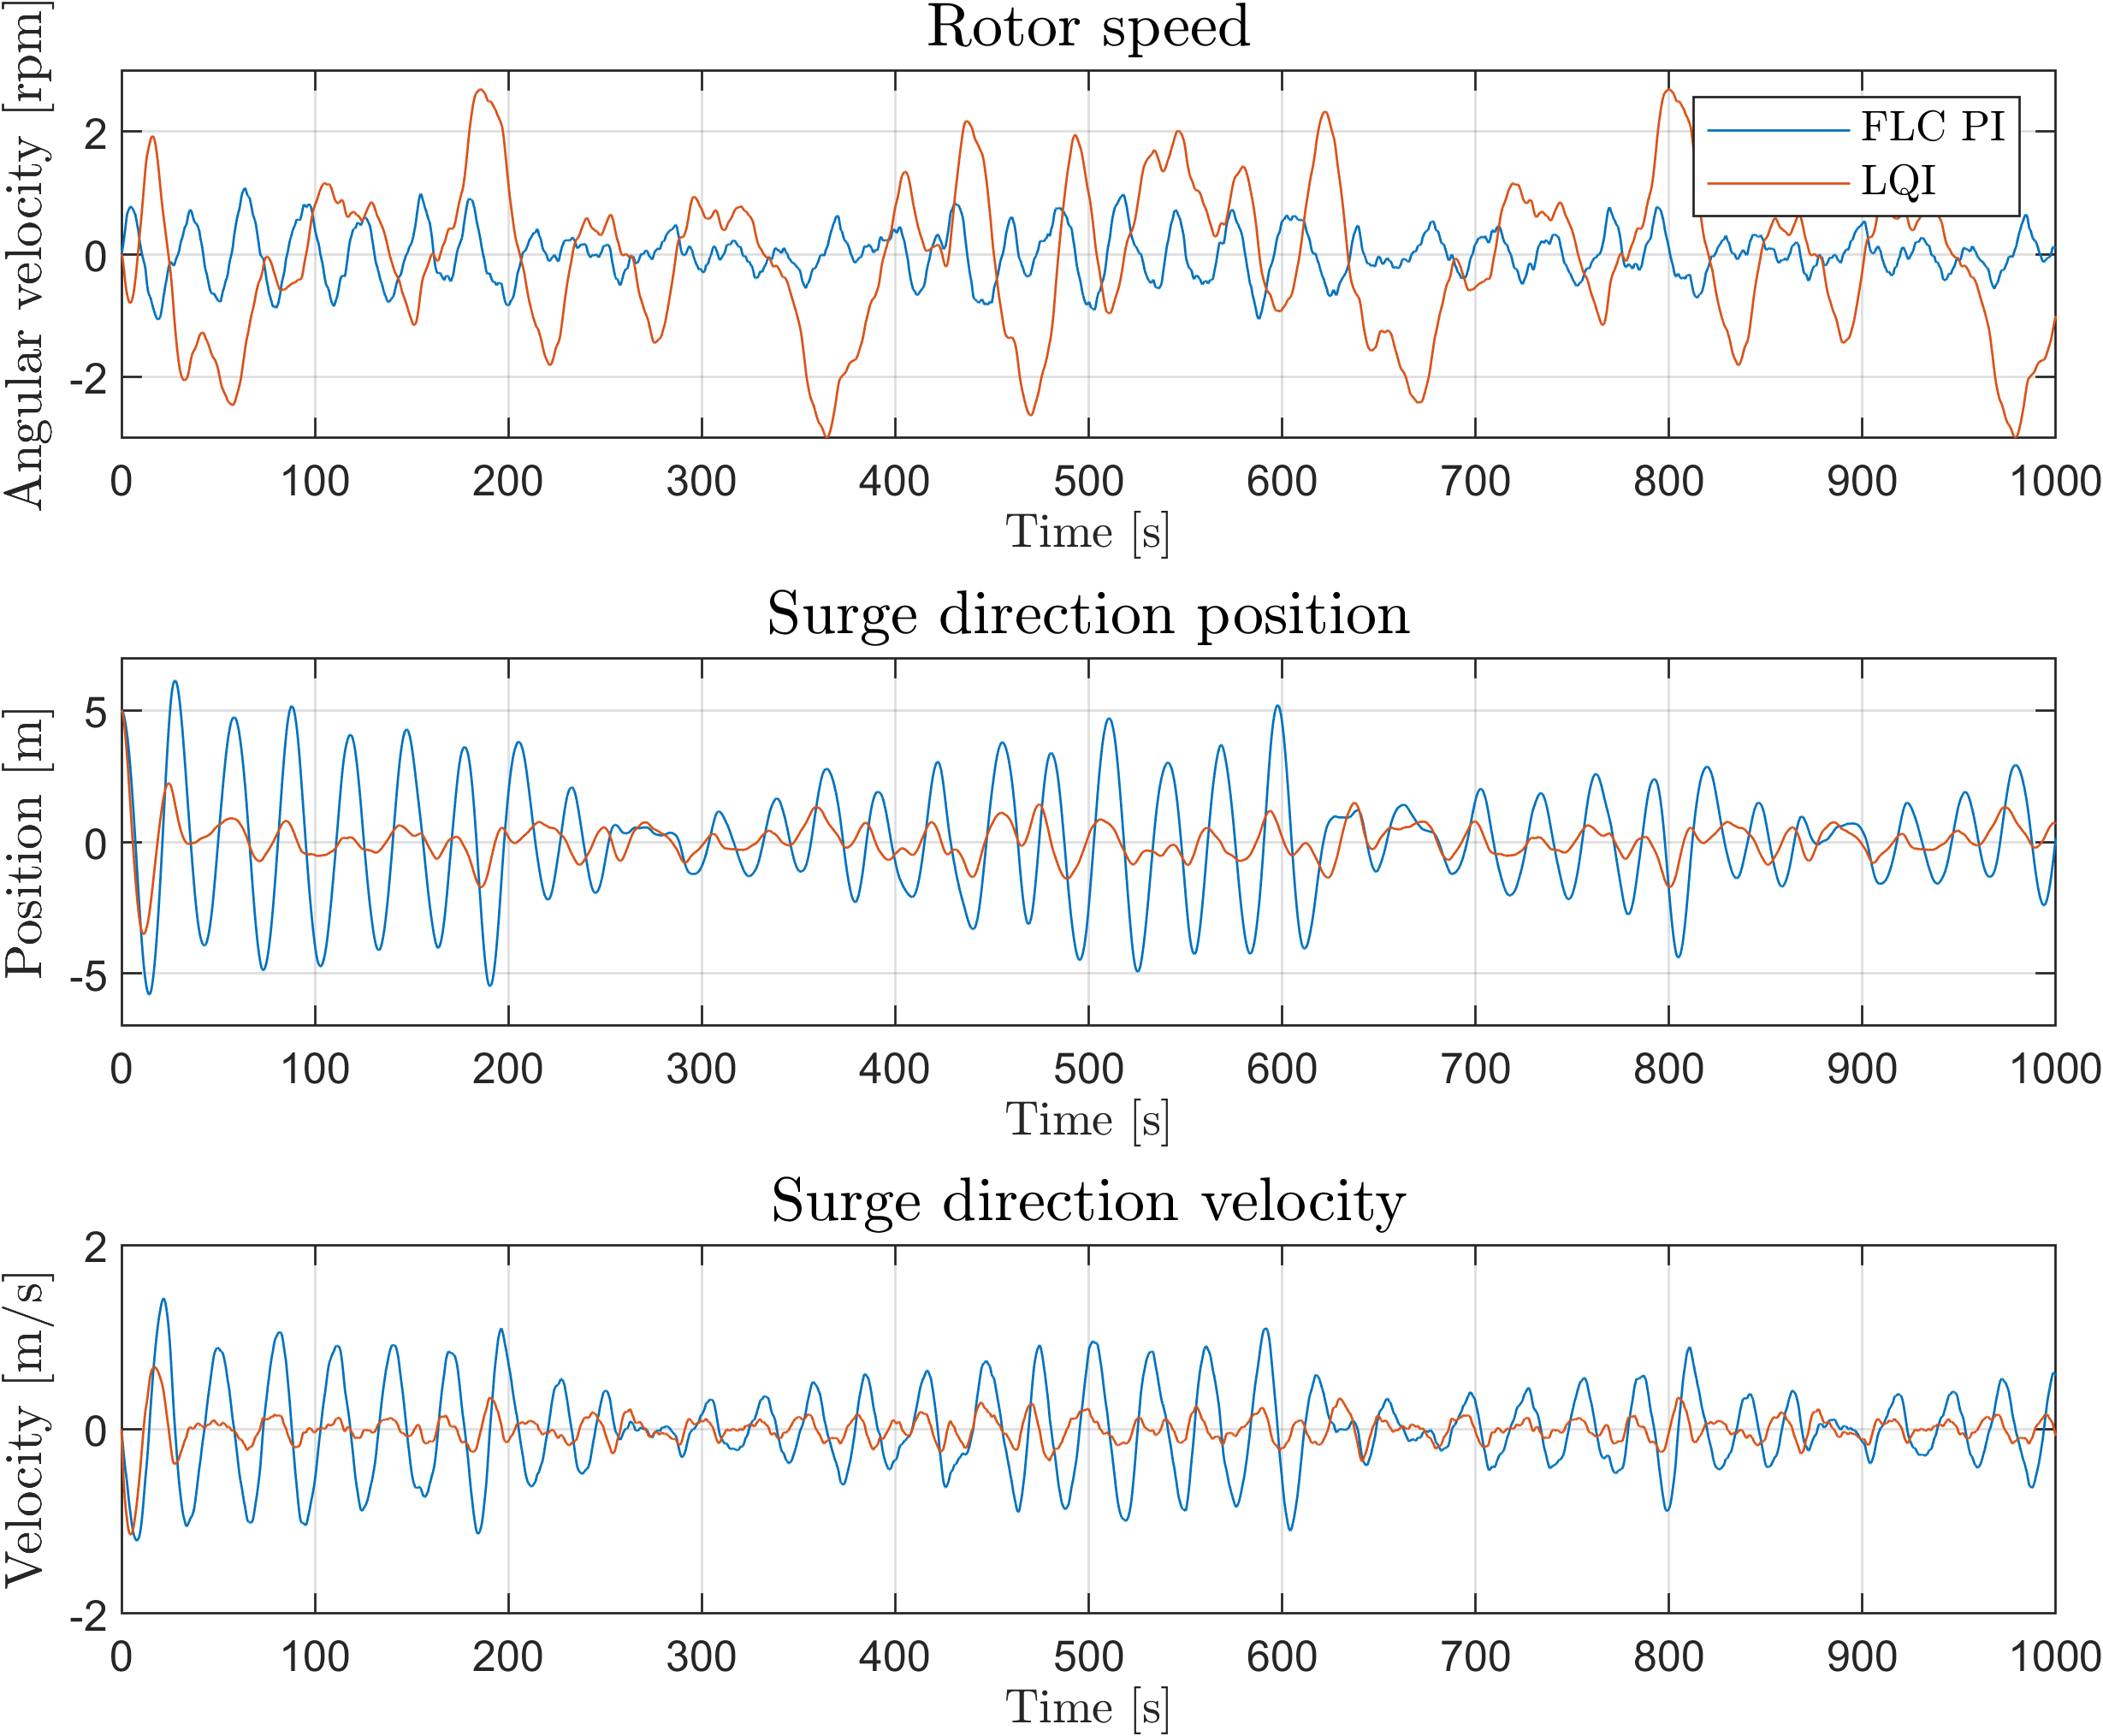 Rotor speed
Angular velocity [rpm]
2
0
-2
FLC PI
LQI
0 100 200 300 400 500 600 700 800 900 1000
Time [s]
Surge direction position
Position [m]
5
0
-5
0 100 200 300 400 500 600 700 800 900 1000
Time [s]
Surge direction velocity
Velocity [m/s]
2
0
-2
0 100 200 300 400 500 600 700 800 900 1000
Time [s]